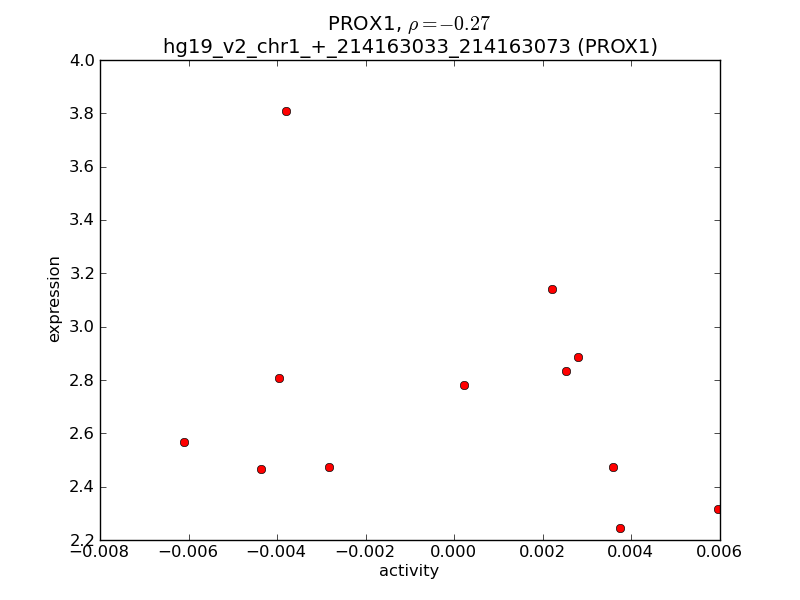 PROX1, ρ = −0.27
hg19_v2_chr1_+_214163033_214163073 (PROX1)
4.0
3.8
3.6
3.4
3.2
3.0
2.8
2.6
2.4
2.2
expression
−0.008 −0.006 −0.004 −0.002 0.000 0.002 0.004 0.006
activity